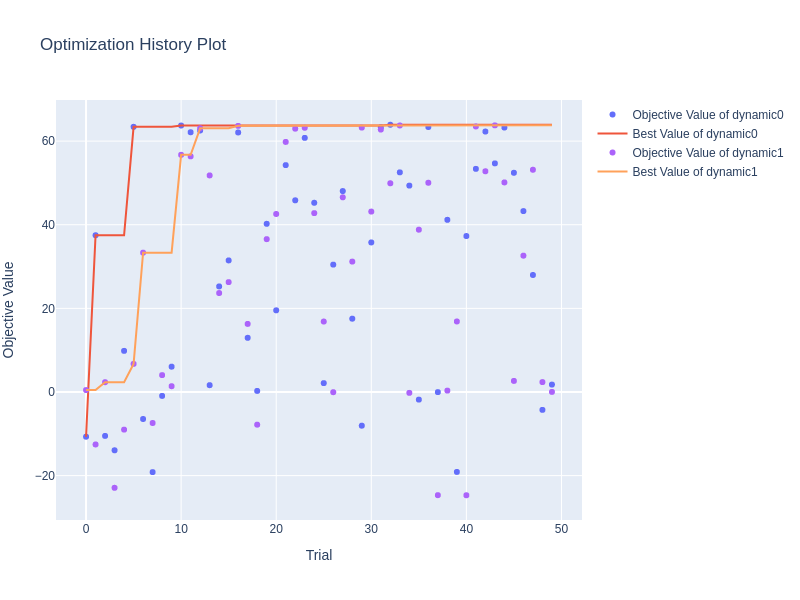 Optimization History Plot
Objective Value of dynamic0
Best Value of dynamic0
Objective Value of dynamic1
Best Value of dynamic1
60
40
20
0
−20
Objective Value
0 10 20 30 40 50
Trial